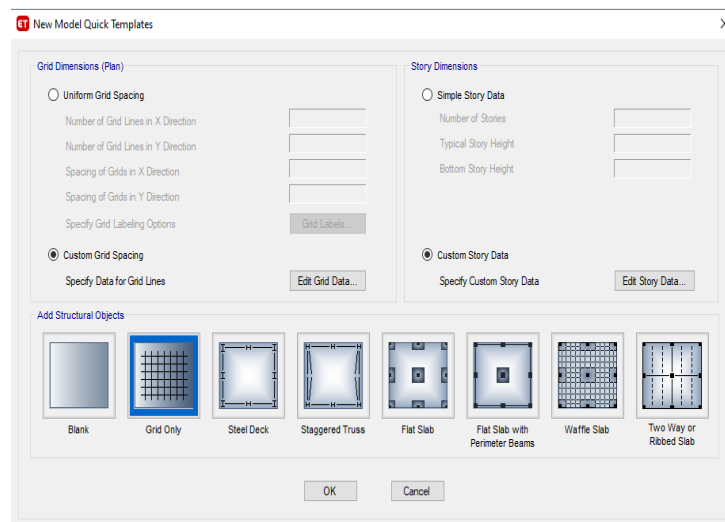 ET New Model Quick Templates
Grid Dimensions (Plan)
Uniform Grid Spacing
Number of Grid Lines in X Direction
Number of Grid Lines in Y Direction
Spacing of Grids in X Direction
Spacing of Grids in Y Direction
Specify Grid Labeling Options
Grid Labels...
Custom Grid Spacing
Specify Data for Grid Lines
Edit Grid Data...
Story Dimensions
Simple Story Data
Number of Stories
Typical Story Height
Bottom Story Height
Custom Story Data
Specify Custom Story Data
Edit Story Data...
Add Structural Objects
Blank
Grid Only
Steel Deck
Staggered Truss
Flat Slab
Flat Slab with
Perimeter Beams
Waffle Slab
Two Way or
Ribbed Slab
OK
Cancel